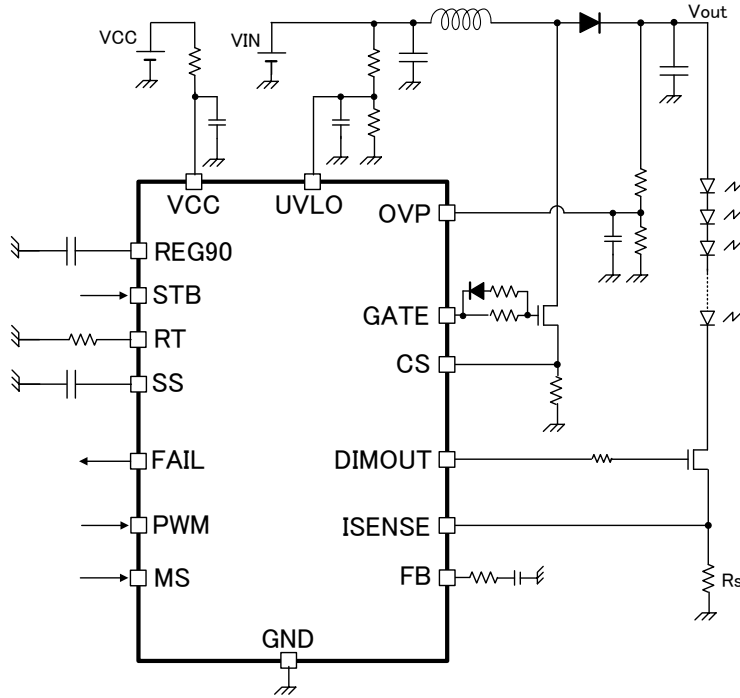 Vout
VCC
VIN
VCC
UVLO
OVP
REG90
STB
GATE
RT
CS
SS
FAIL
DIMOUT
PWM
ISENSE
MS
FB
Rs
GND